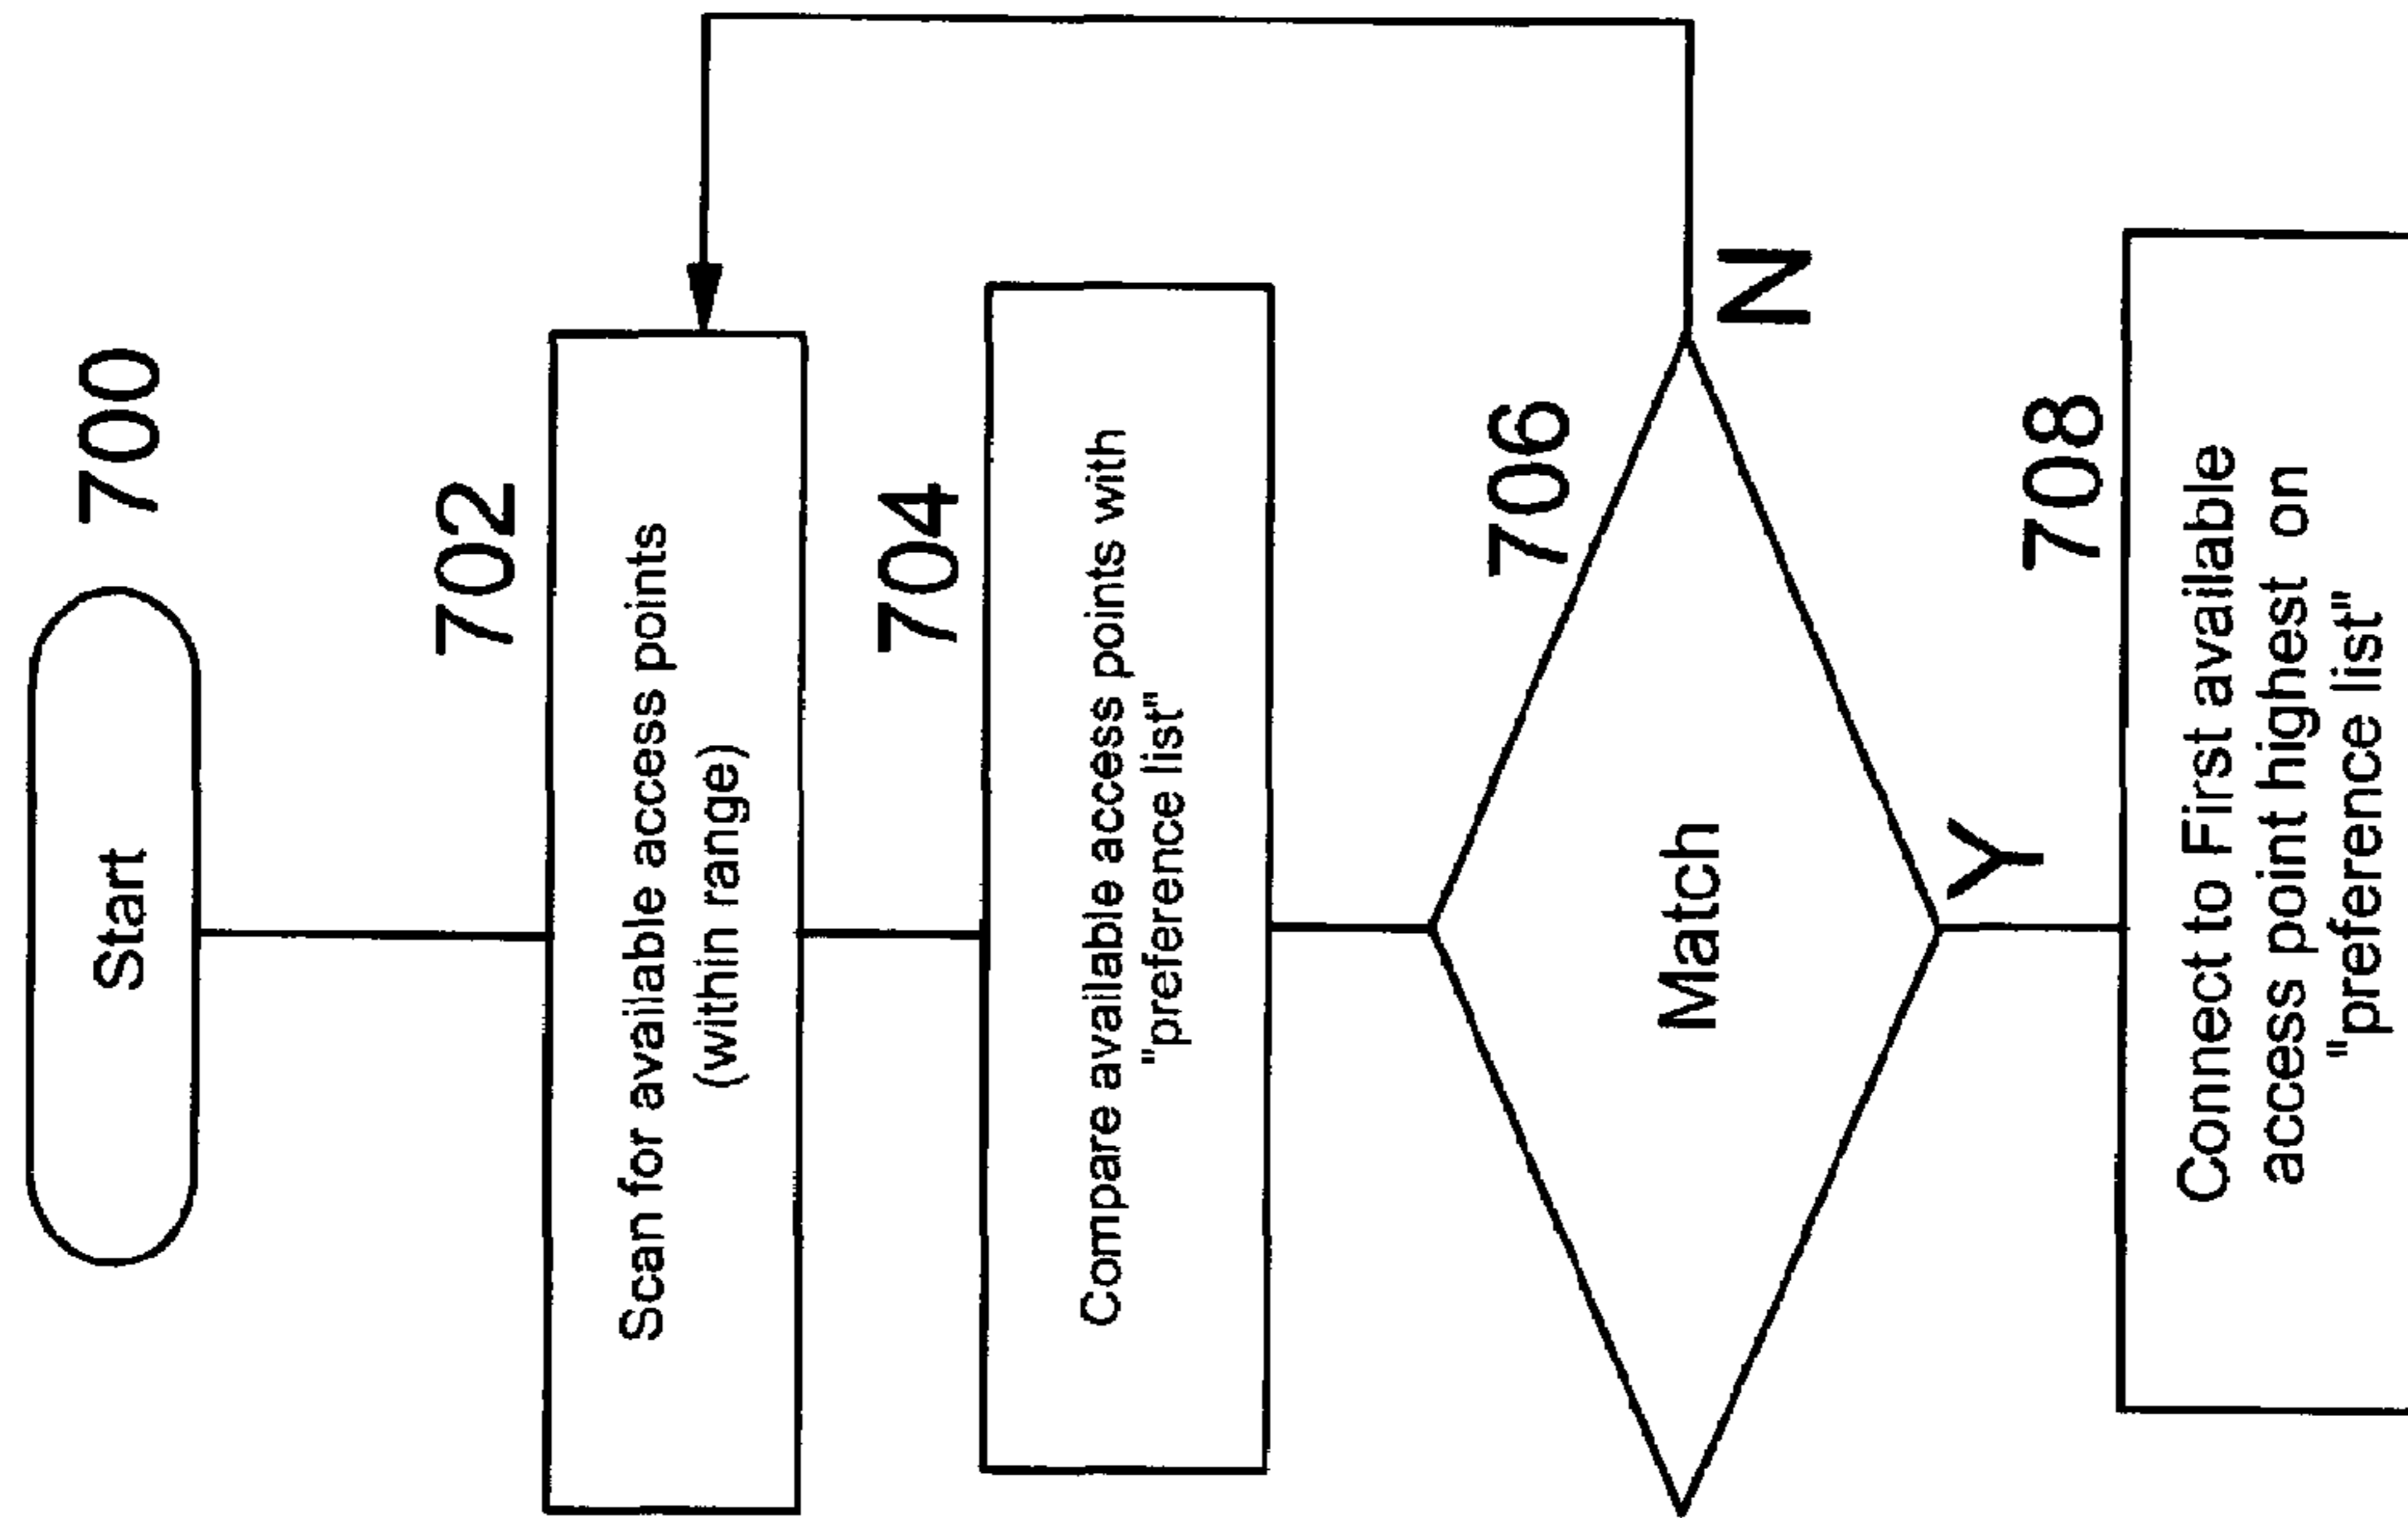 Start
700
702
Scan for available access points
(within range)
704
Compare available access points with
"preference list"
706
Match
N
Y
708
Connect to First available
access point highest on
"preference list"